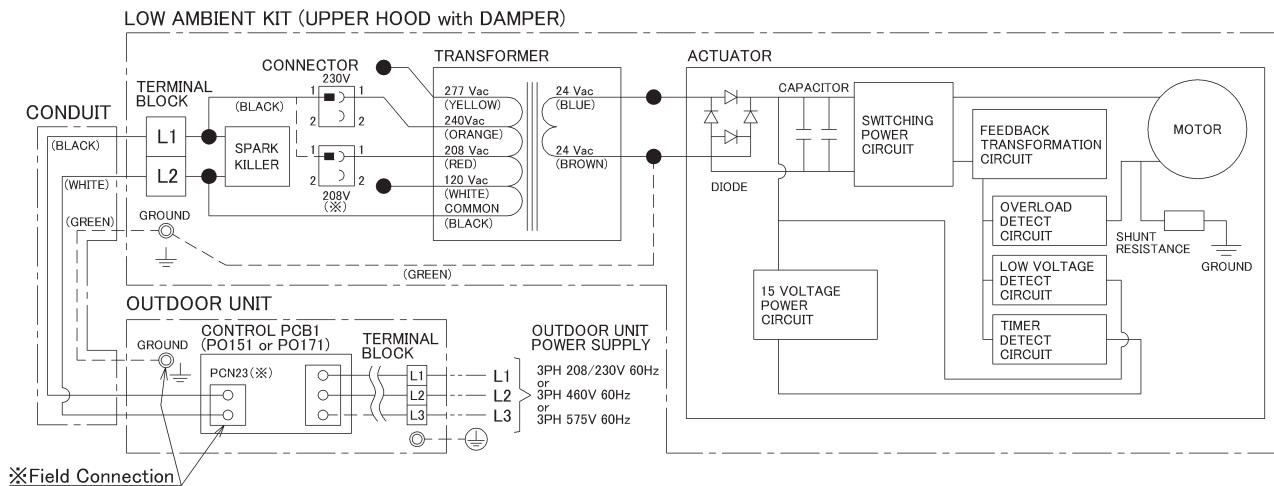 LOW AMBIENT KIT (UPPER HOOD with DAMPER)
TRANSFORMER
ACTUATOR
CONNECTOR
230V
1 1
2 2
TERMINAL
BLOCK
(BLACK)
277 Vac
(YELLOW)
240Vac
(ORANGE)
208 Vac
(RED)
120 Vac
(WHITE)
COMMON
(BLACK)
24 Vac
(BLUE)
24 Vac
(BROWN)
CAPACITOR
DIODE
SWITCHING
POWER
CIRCUIT
FEEDBACK
TRANSFORMATION
CIRCUIT
MOTOR
CONDUIT
(BLACK)
(WHITE)
(GREEN)
L1
L2
SPARK
KILLER
1 1
2 2
208V
(※)
GROUND
(GREEN)
OVERLOAD
DETECT
CIRCUIT
SHUNT
RESISTANCE
GROUND
LOW VOLTAGE
DETECT
CIRCUIT
15 VOLTAGE
POWER
CIRCUIT
TIMER
DETECT
CIRCUIT
OUTDOOR UNIT
CONTROL PCB1
(PO151 or PO171)
GROUND
PCN23(※)
TERMINAL
BLOCK
L1
L2
L3
OUTDOOR UNIT
POWER SUPPLY
L1
L2
L3
3PH 208/230V 60Hz
or
3PH 460V 60Hz
or
3PH 575V 60Hz
※Field Connection